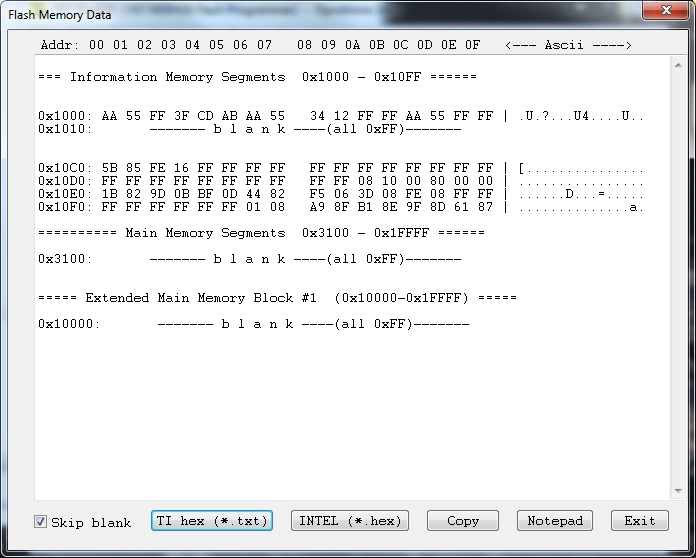 Flash Memory Data
Addr: 00 01 02 03 04 05 06 07 08 09 0A 0B 0C 0D 0E 0F <--- Ascii ---->
=== Information Memory Segments 0x1000 - 0x10FF ======
0x1000: AA 55 FF 3F CD AB AA 55 34 12 FF FF AA 55 FF FF | .U.?...U4....U..
0x1010: ------- b l a n k ----(all 0xFF)-------
0x10C0: 5B 85 FE 16 FF FF FF FF FF FF FF FF FF FF FF FF | [...............
0x10D0: FF FF FF FF FF FF FF FF FF FF 08 10 00 80 00 00 | ................
0x10E0: 1B 82 9D 0B BF 0D 44 82 F5 06 3D 08 FE 08 FF FF | ......D...=.....
0x10F0: FF FF FF FF FF FF 01 08 A9 8F B1 8E 9F 8D 61 87 | ..............a.
========== Main Memory Segments 0x3100 - 0x1FFFF ======
0x3100: ------- b l a n k ----(all 0xFF)-------
===== Extended Main Memory Block #1 (0x10000-0x1FFFF) =====
0x10000: ------- b l a n k ----(all 0xFF)-------
Skip blank
TI hex (*.txt)
INTEL (*.hex)
Copy
Notepad
Exit